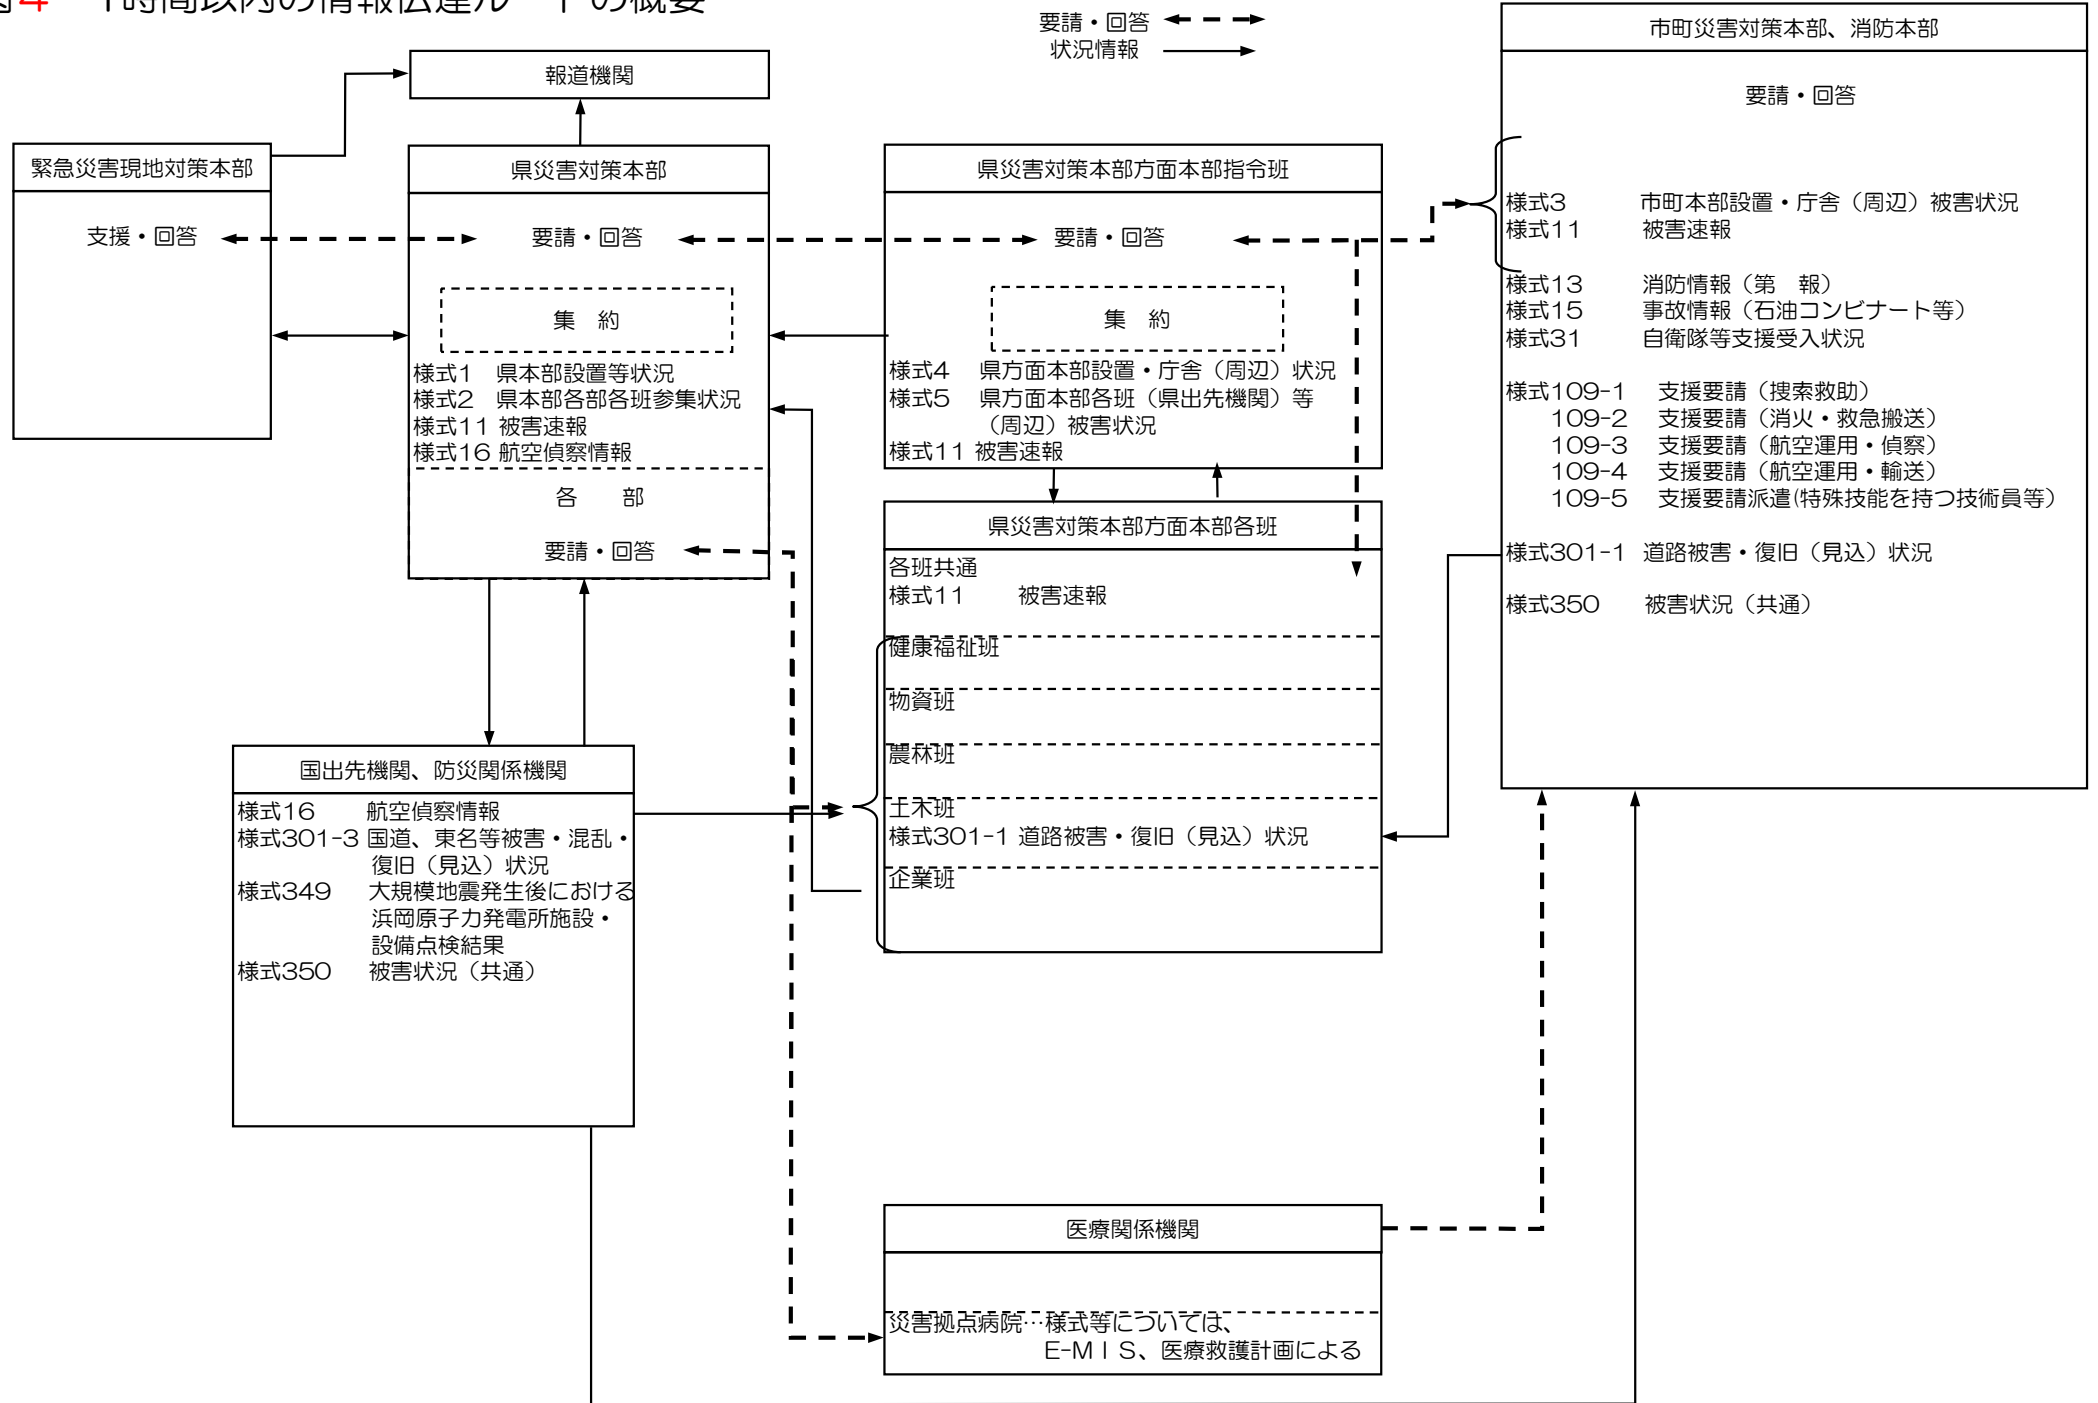 図4　1時間以内の情報伝達ルートの概要
要請・回答
状況情報
報道機関
緊急災害現地対策本部
支援・回答
県災害対策本部
要請・回答
集　約
様式1　県本部設置等状況
様式2　県本部各部各班参集状況
様式11 被害速報
様式16 航空偵察情報
各　　部
要請・回答
県災害対策本部方面本部指令班
要請・回答
集　約
様式4　県方面本部設置・庁舎（周辺）状況
様式5　県方面本部各班（県出先機関）等
（周辺）被害状況
様式11 被害速報
県災害対策本部方面本部各班
各班共通
様式11　　被害速報
健康福祉班
物資班
農林班
土木班
様式301-1 道路被害・復旧（見込）状況
企業班
市町災害対策本部、消防本部
要請・回答
様式3　　　市町本部設置・庁舎（周辺）被害状況
様式11　　　被害速報
様式13　　　消防情報（第　報）
様式15　　　事故情報（石油コンビナート等）
様式31　　　自衛隊等支援受入状況
様式109-1　支援要請（捜索救助）
109-2　支援要請（消火・救急搬送）
109-3　支援要請（航空運用・偵察）
109-4　支援要請（航空運用・輸送）
109-5　支援要請派遣(特殊技能を持つ技術員等）
様式301-1 道路被害・復旧（見込）状況
様式350　　被害状況（共通）
国出先機関、防災関係機関
様式16　　航空偵察情報
様式301-3 国道、東名等被害・混乱・
復旧（見込）状況
様式349　大規模地震発生後における
浜岡原子力発電所施設・
設備点検結果
様式350　被害状況（共通）
医療関係機関
災害拠点病院…様式等については、
E-MＩS、医療救護計画による